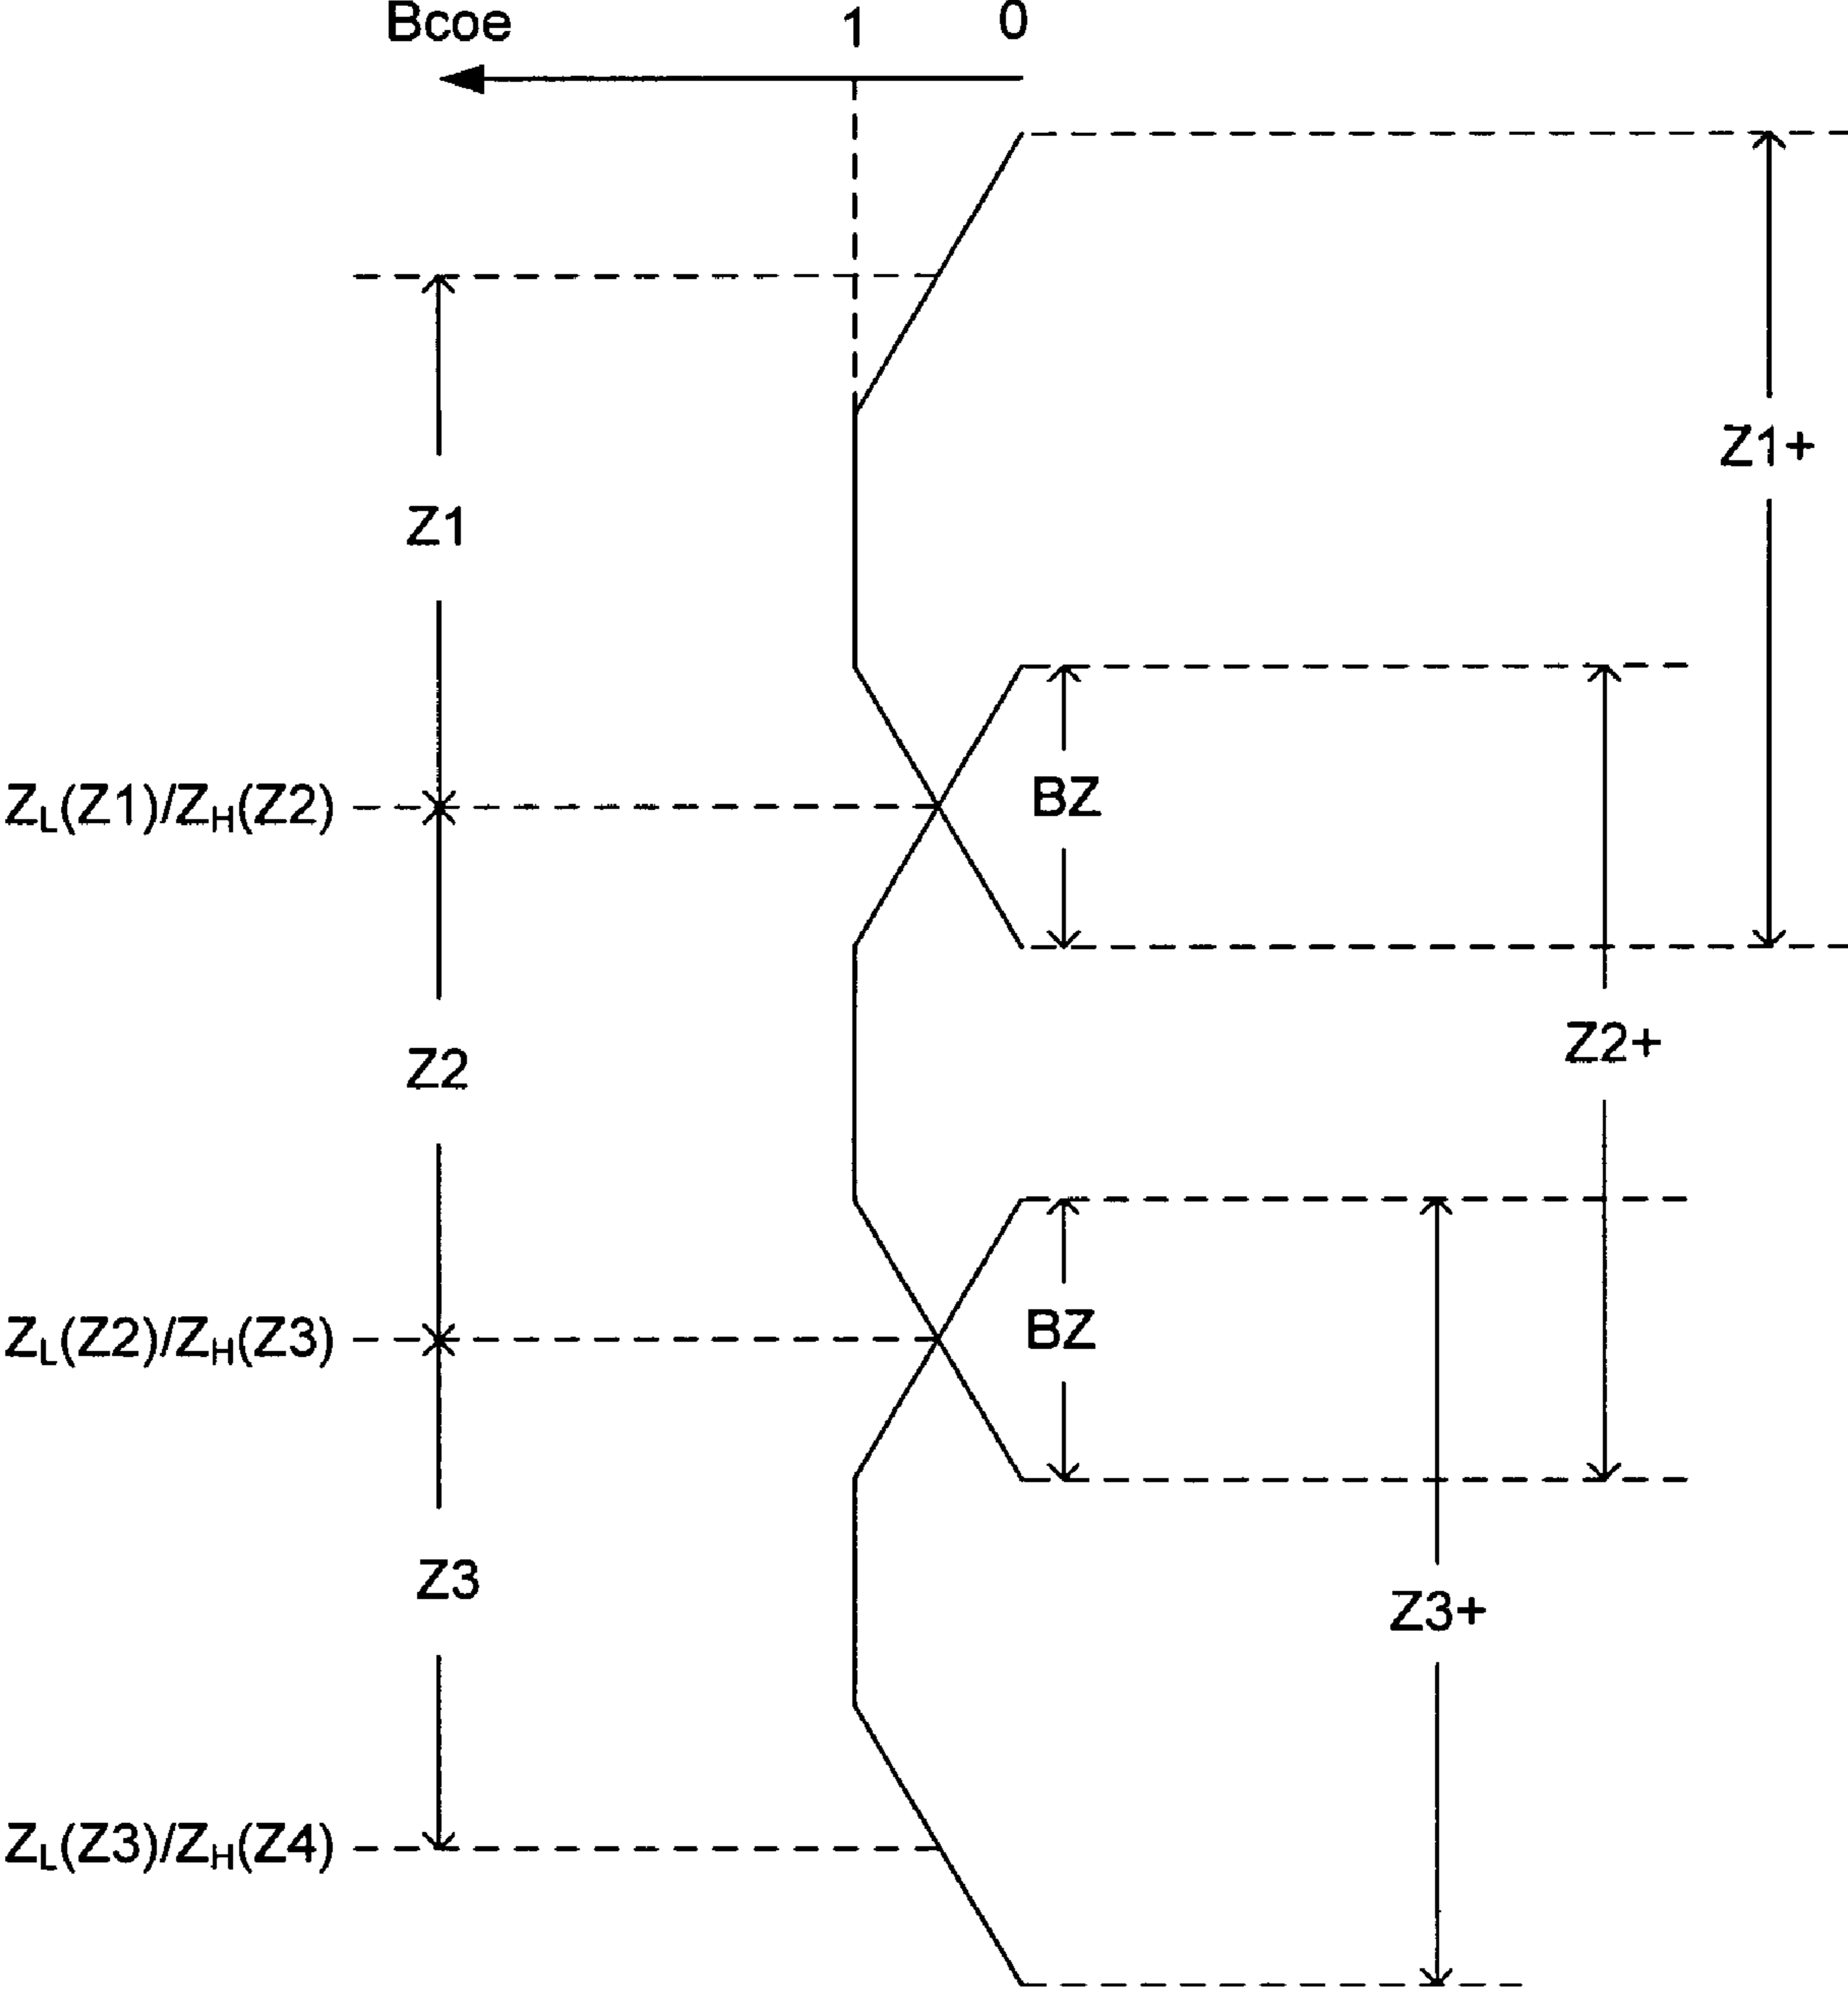 Bcoe 1 0
Z1+
Z1
ZL(Z1)/ZH(Z2) BZ
Z2+
Z2
ZL(Z2)/ZH(Z3) BZ
Z3
Z3+
ZL(Z3)/ZH(Z4)